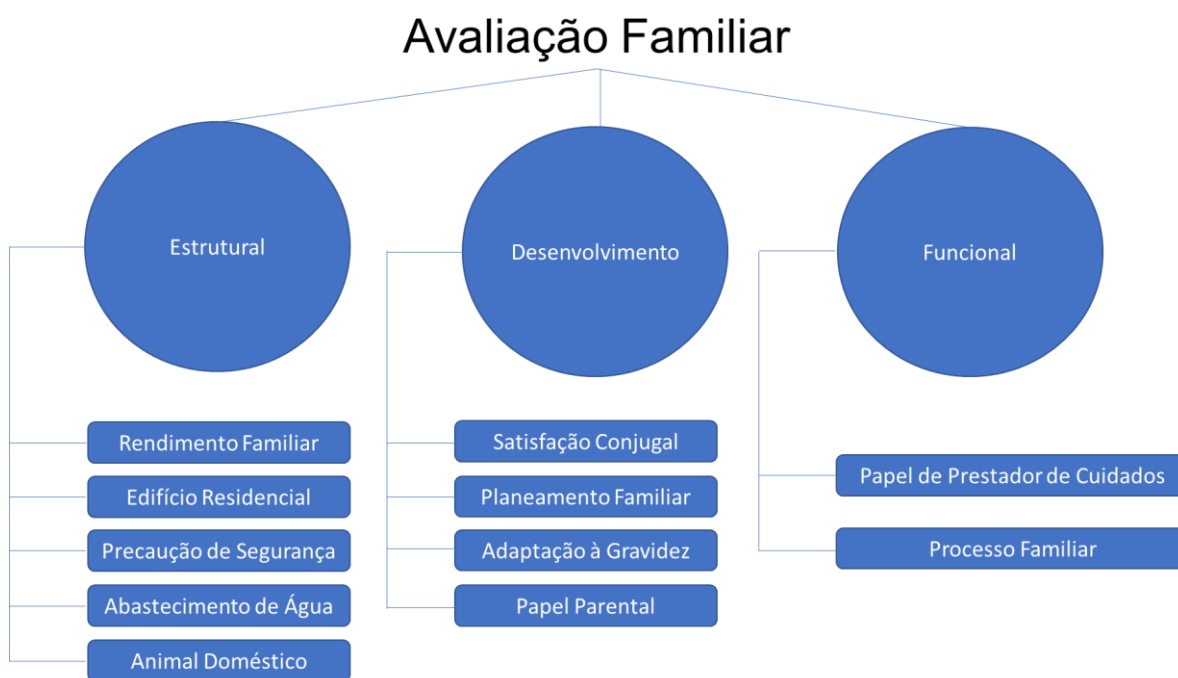 Avaliação Familiar
Estrutural
Desenvolvimento
Funcional
Rendimento Familiar
Edifício Residencial
Precaução de Segurança
Abastecimento de Água
Animal Doméstico
Satisfação Conjugal
Planeamento Familiar
Adaptação à Gravidez
Papel Parental
Papel de Prestador de Cuidados
Processo Familiar